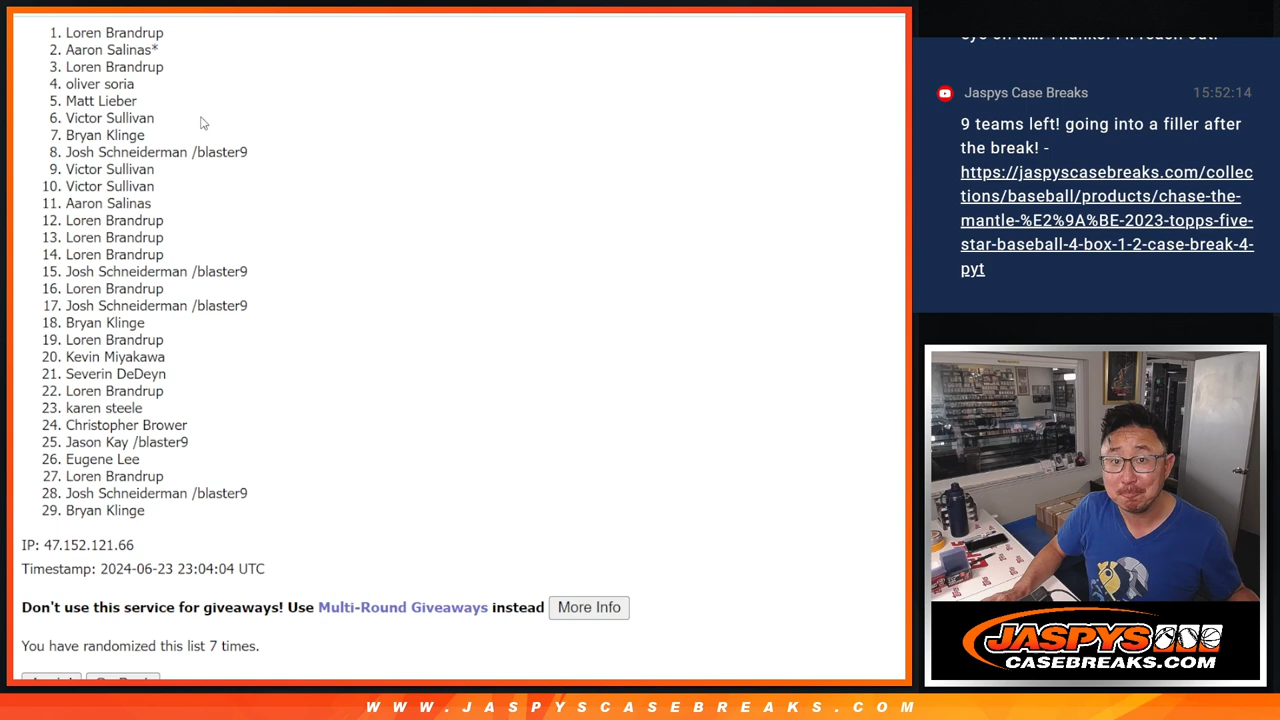 1. Loren Brandrup
2. Aaron Salinas*
3. Loren Brandrup
4. oliver soria
5. Matt Lieber
6. Victor Sullivan
7. Bryan Klinge
8. Josh Schneiderman /blaster9
9. Victor Sullivan
10. Victor Sullivan
11. Aaron Salinas
12. Loren Brandrup
13. Loren Brandrup
14. Loren Brandrup
15. Josh Schneiderman /blaster9
16. Loren Brandrup
17. Josh Schneiderman /blaster9
18. Bryan Klinge
19. Loren Brandrup
20. Kevin Miyakawa
21. Severin DeDeyn
22. Loren Brandrup
23. karen steele
24. Christopher Brower
25. Jason Kay /blaster9
26. Eugene Lee
27. Loren Brandrup
28. Josh Schneiderman /blaster9
29. Bryan Klinge
IP: 47.152.121.66
Timestamp: 2024-06-23 23:04:04 UTC
Don't use this service for giveaways! Use Multi-Round Giveaways instead More Info
You have randomized this list 7 times.
Jaspys Case Breaks 15:52:14
9 teams left! going into a filler after
the break! -
https://jaspyscasebreaks.com/collec
tions/baseball/products/chase-the-
mantle-%E2%9A%BE-2023-topps-five-
star-baseball-4-box-1-2-case-break-4-
pyt
JASPYS
CASEBREAKS.COM
WWW.JASPYSCASEBREAKS.COM